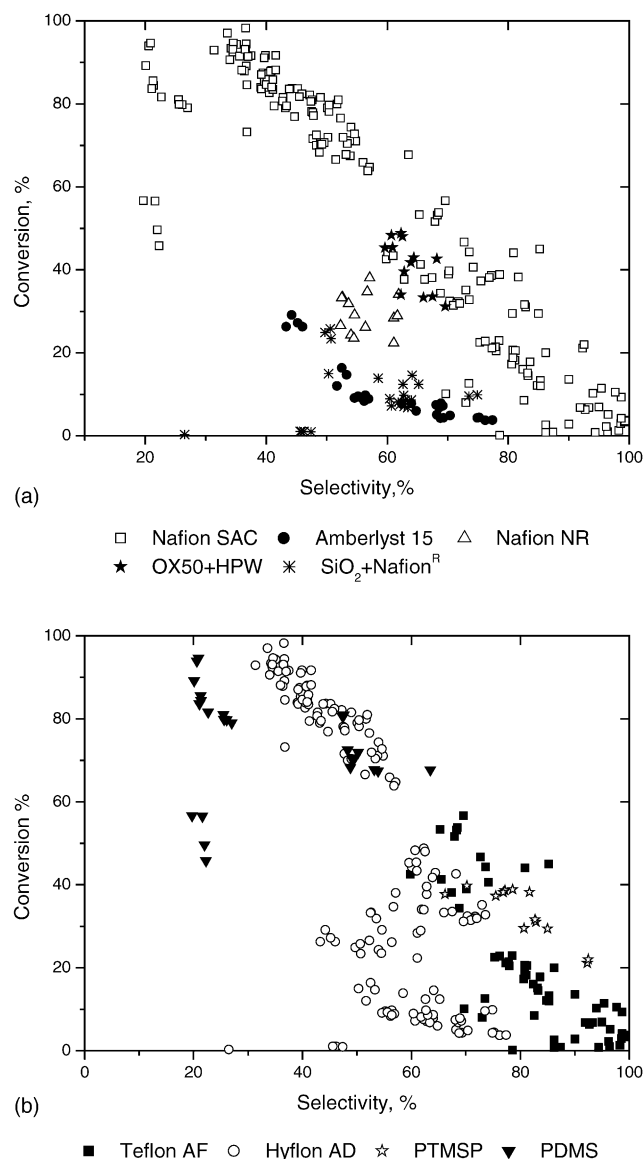 100
80
60
40
20
0
Conversion, %
20 40 60 80 100
Selectivity,%
(a)
Nafion SAC Amberlyst 15 Nafion NR
OX50+HPW SiO2+Nafion^R
100
80
60
40
20
0
Conversion %
0 20 40 60 80 100
Selectivity, %
(b)
Teflon AF Hyflon AD PTMSP PDMS